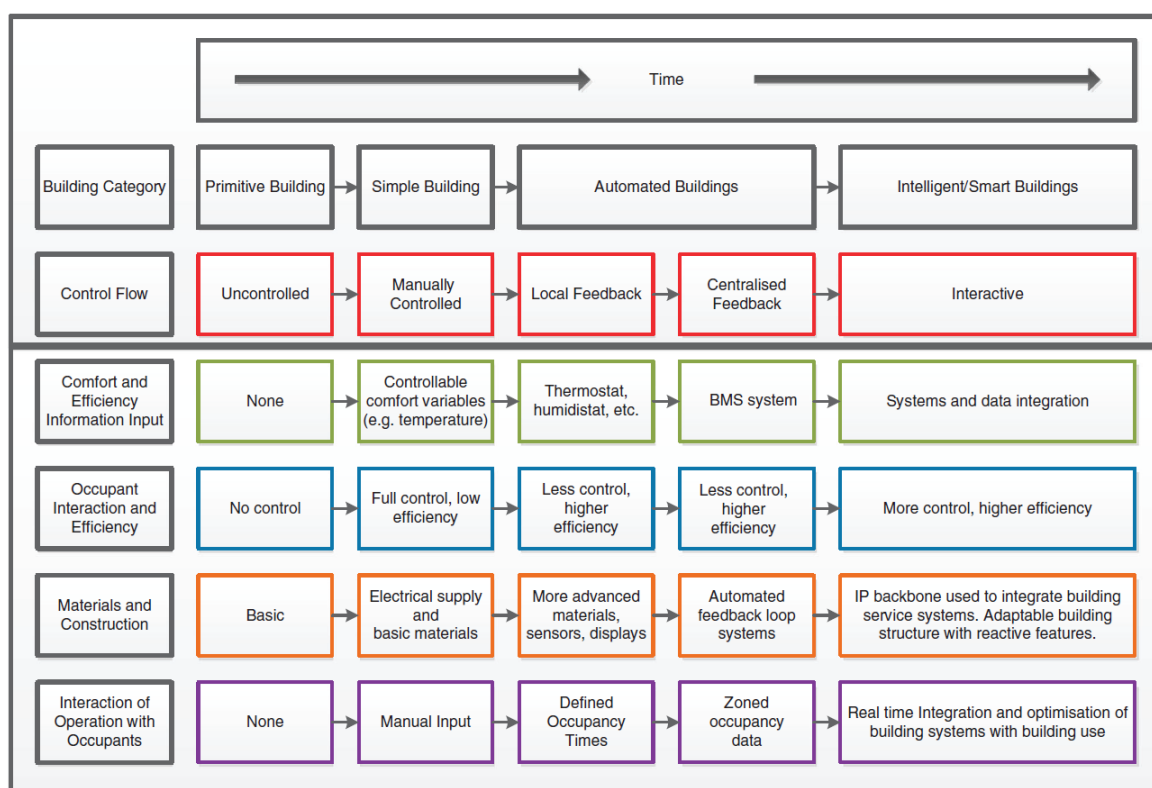 Time
Building Category
Primitive Building
Simple Building
Automated Buildings
Intelligent/Smart Buildings
Control Flow
Uncontrolled
Manually
Controlled
Local Feedback
Centralised
Feedback
Interactive
Comfort and
Efficiency
Information Input
None
Controllable
comfort variables
(e.g. temperature)
Thermostat,
humidistat, etc.
BMS system
Systems and data integration
Occupant
Interaction and
Efficiency
No control
Full control, low
efficiency
Less control,
higher
efficiency
Less control,
higher
efficiency
More control, higher efficiency
Materials and
Construction
Basic
Electrical supply
and
basic materials
More advanced
materials,
sensors, displays
Automated
feedback loop
systems
IP backbone used to integrate building
service systems. Adaptable building
structure with reactive features.
Interaction of
Operation with
Occupants
None
Manual Input
Defined
Occupancy
Times
Zoned
occupancy
data
Real time Integration and optimisation of
building systems with building use